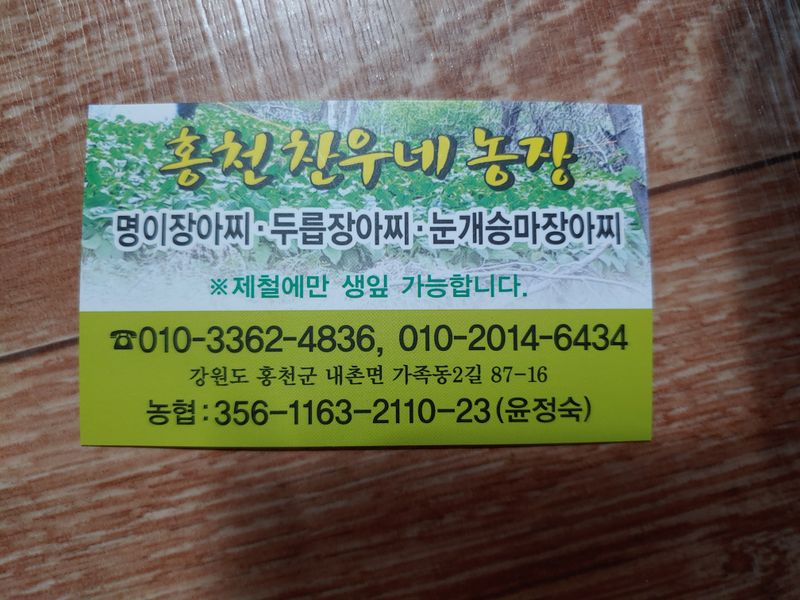 홍천 찬우네 농장
명이장아찌·두릅장아찌·눈개승마장아찌
※제철에만 생잎 가능합니다.
☎010-3362-4836, 010-2014-6434
강원도 홍천군 내촌면 가족동2길 87-16
농협:356-1163-2110-23(윤정숙)